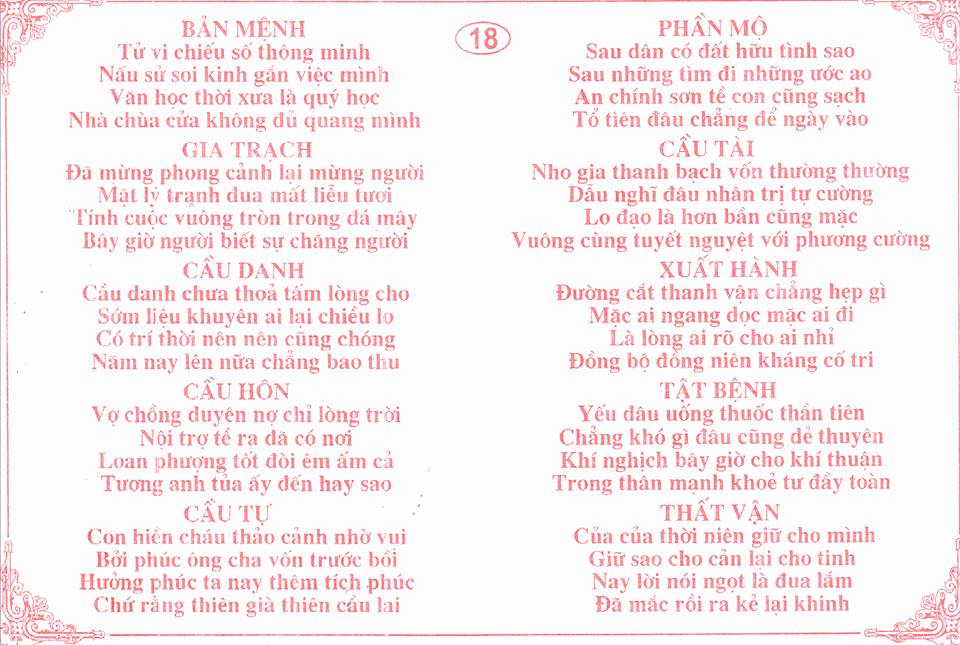 18
BẢN MỆNH
Tử vi chiếu số thông minh
Nấu sử soi kinh gắn việc mình
Văn học thời xưa là quý học
Nhà chùa cửa không đủ quang mình
GIA TRẠCH
Đã mừng phong cảnh lại mừng người
Mặt lý tranh đua mất liễu tươi
Tính cuộc vuông tròn trong đá mây
Bây giờ người biết sự chăng người
CẦU DANH
Cầu danh chưa thoả tấm lòng cho
Sớm liệu khuyên ai lại chiều lo
Có trí thời nên nên cũng chóng
Năm nay lên nữa chẳng bao thu
CẦU HÔN
Vợ chồng duyên nợ chỉ lòng trời
Nội trợ tề ra đã có nơi
Loan phượng tốt đòi êm ấm cả
Tương anh tủa ấy đến hay sao
CẦU TỰ
Con hiền cháu thảo cảnh nhờ vui
Bởi phúc ông cha vốn trước bồi
Hưởng phúc ta nay thêm tích phúc
Chứ rằng thiên già thiên cầu lai
PHẦN MỘ
Sau dân có đất hữu tình sao
Sau những tìm đi những ước ao
An chính sơn tề con cũng sạch
Tổ tiên đâu chẳng để ngày vào
CẦU TÀI
Nho gia thanh bạch vốn thường thường
Dẫu nghĩ đâu nhân trị tự cường
Lo đạo là hơn bần cũng mặc
Vuông cùng tuyết nguyệt với phương cường
XUẤT HÀNH
Đường cắt thanh vận chẳng hẹp gì
Mặc ai ngang dọc mặc ai đi
Là lòng ai rõ cho ai nhỉ
Đồng bộ đồng niên kháng cố tri
TẬT BỆNH
Yếu đâu uống thuốc thần tiên
Chẳng khó gì đâu cũng dẻ thuyên
Khí nghịch bây giờ cho khí thuận
Trong thân mạnh khoẻ tư đầy toàn
THẤT VẬN
Của của thời niên giữ cho mình
Giữ sao cho cản lại cho tinh
Nay lời nói ngọt là đua lắm
Đã mắc rồi ra kẻ lại khinh